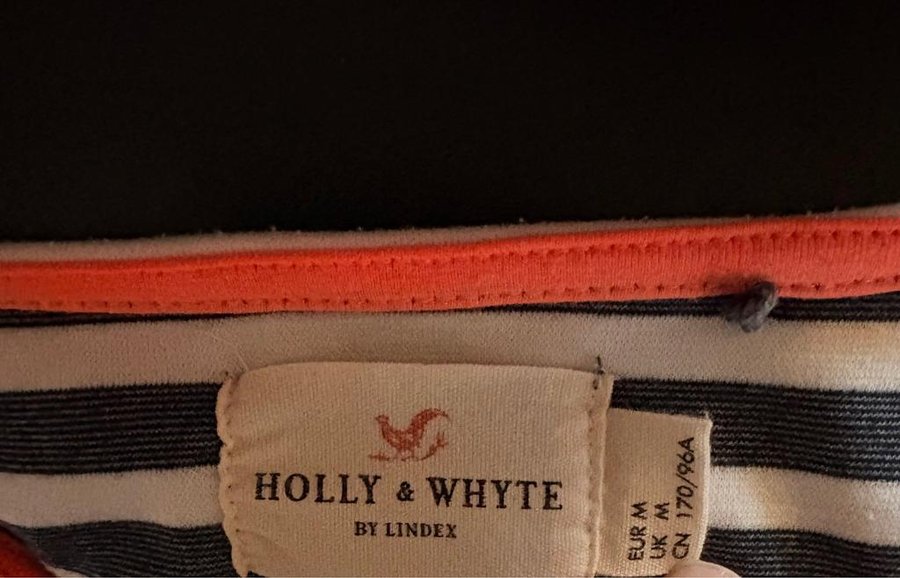 HOLLY & WHYTE
BY LINDEX
EUR M
UK M
CN 170/96A